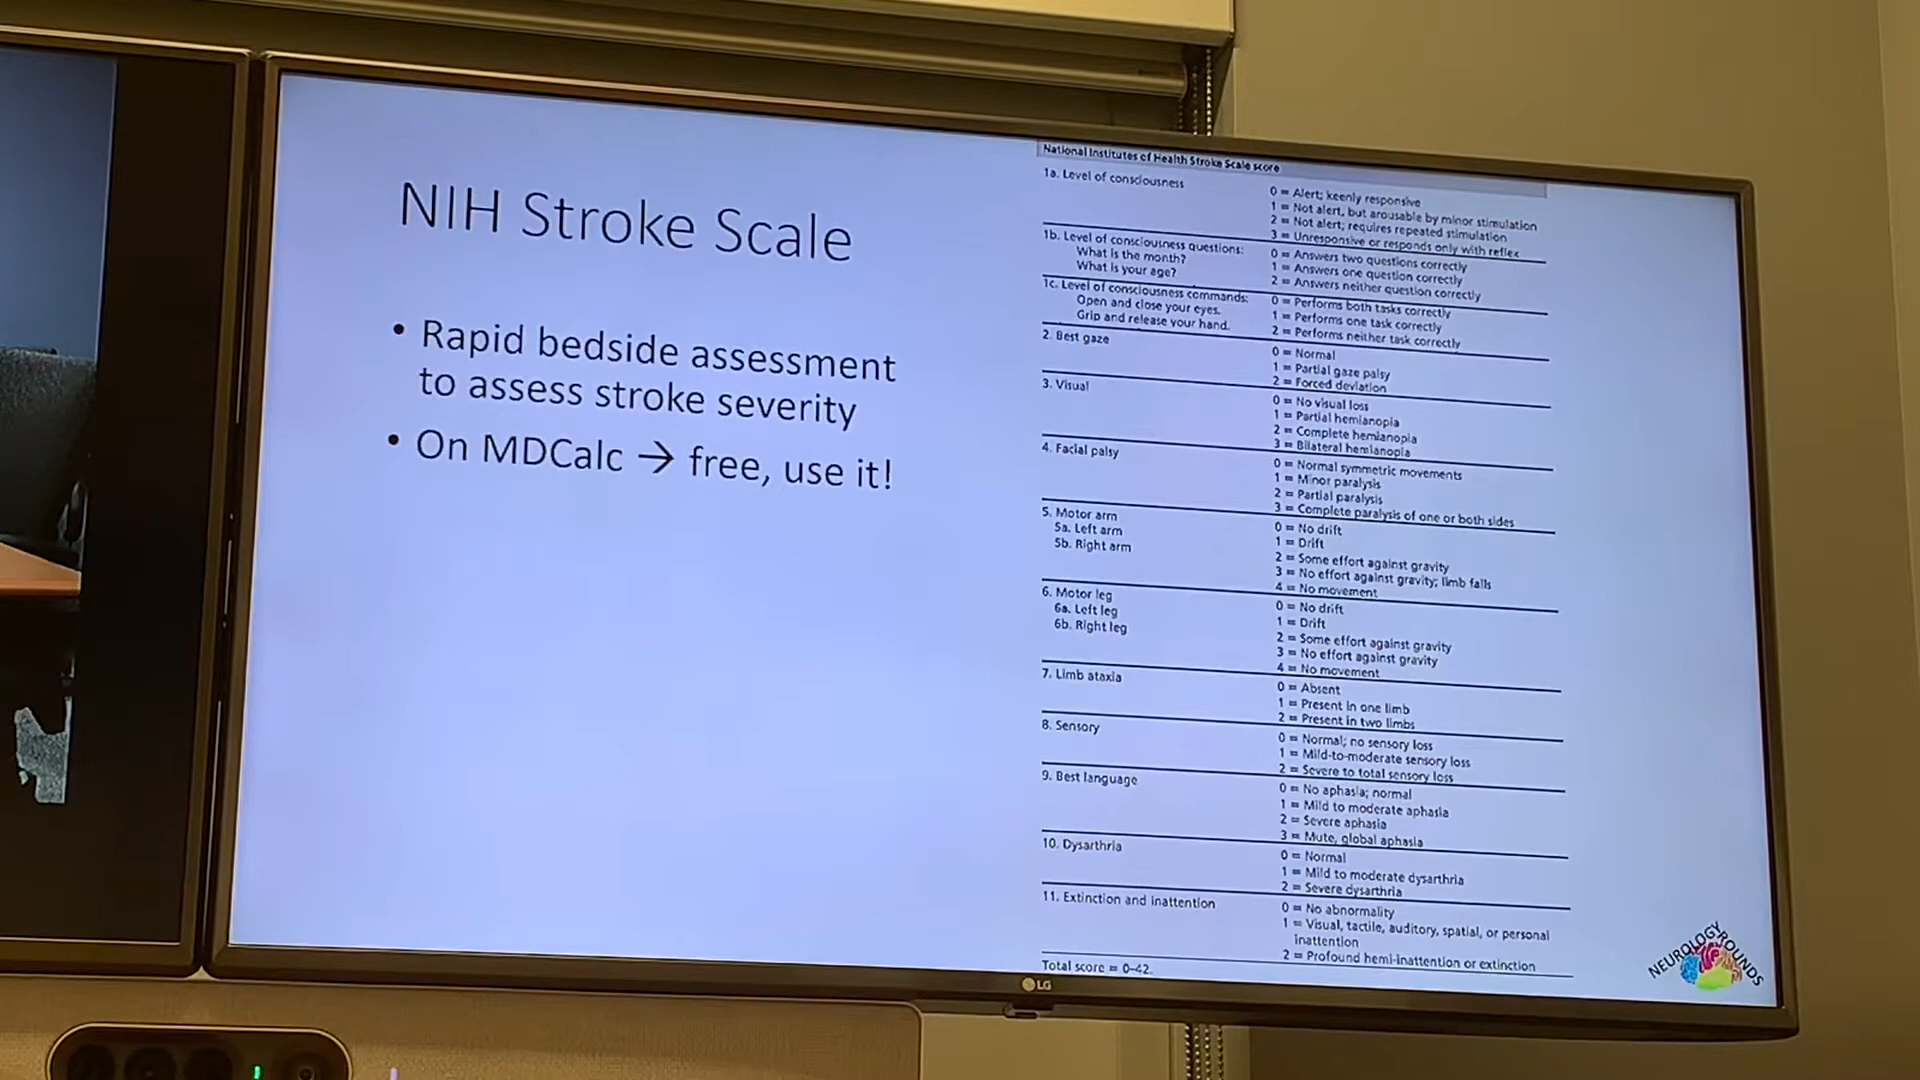 NIH Stroke Scale
• Rapid bedside assessment
to assess stroke severity
• On MDCalc → free, use it!
National Institutes of Health Stroke Scale score
1a. Level of consciousness
0 = Alert; keenly responsive
1 = Not alert, but arousable by minor stimulation
2 = Not alert; requires repeated stimulation
3 = Unresponsive or responds only with reflex
1b. Level of consciousness questions:
What is the month?
What is your age?
0 = Answers two questions correctly
1 = Answers one question correctly
2 = Answers neither question correctly
1c. Level of consciousness commands:
Open and close your eyes.
Grip and release your hand.
0 = Performs both tasks correctly
1 = Performs one task correctly
2 = Performs neither task correctly
2. Best gaze
0 = Normal
1 = Partial gaze palsy
2 = Forced deviation
3. Visual
0 = No visual loss
1 = Partial hemianopia
2 = Complete hemianopia
3 = Bilateral hemianopia
4. Facial palsy
0 = Normal symmetric movements
1 = Minor paralysis
2 = Partial paralysis
3 = Complete paralysis of one or both sides
5. Motor arm
5a. Left arm
5b. Right arm
0 = No drift
1 = Drift
2 = Some effort against gravity
3 = No effort against gravity; limb falls
4 = No movement
6. Motor leg
6a. Left leg
6b. Right leg
0 = No drift
1 = Drift
2 = Some effort against gravity
3 = No effort against gravity
4 = No movement
7. Limb ataxia
0 = Absent
1 = Present in one limb
2 = Present in two limbs
8. Sensory
0 = Normal; no sensory loss
1 = Mild-to-moderate sensory loss
2 = Severe to total sensory loss
9. Best language
0 = No aphasia; normal
1 = Mild to moderate aphasia
2 = Severe aphasia
3 = Mute, global aphasia
10. Dysarthria
0 = Normal
1 = Mild to moderate dysarthria
2 = Severe dysarthria
11. Extinction and inattention
0 = No abnormality
1 = Visual, tactile, auditory, spatial, or personal
inattention
2 = Profound hemi-inattention or extinction
Total score = 0–42.
NEUROLOGY ROUNDS
LG